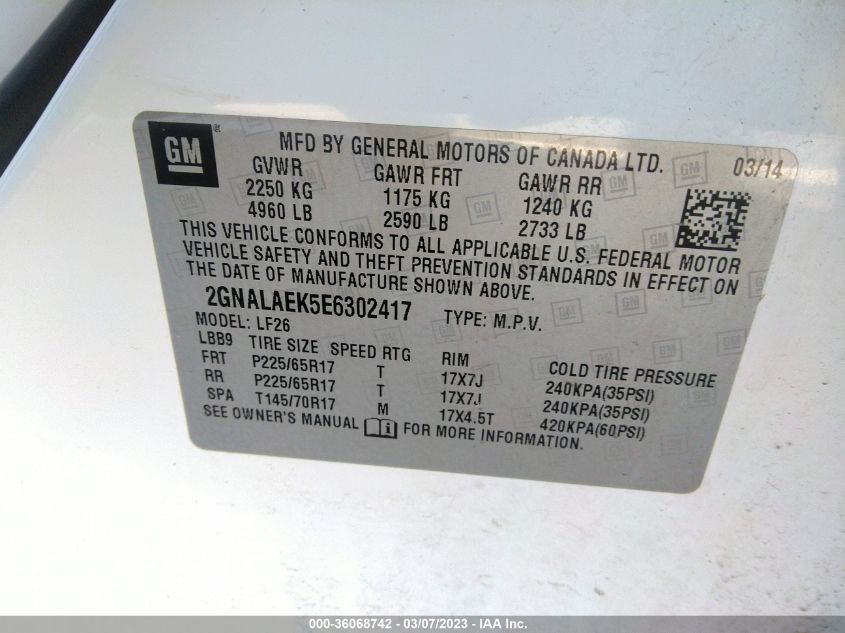 GM ®
MFD BY GENERAL MOTORS OF CANADA LTD. 03/14
GVWR GAWR FRT GAWR RR
2250 KG 1175 KG 1240 KG
4960 LB 2590 LB 2733 LB
THIS VEHICLE CONFORMS TO ALL APPLICABLE U.S. FEDERAL MOTOR
VEHICLE SAFETY AND THEFT PREVENTION STANDARDS IN EFFECT ON
THE DATE OF MANUFACTURE SHOWN ABOVE.
2GNALAEK5E6302417 TYPE: M.P.V.
MODEL: LF26
LBB9 TIRE SIZE SPEED RTG RIM COLD TIRE PRESSURE
FRT P225/65R17 T 17X7J 240KPA(35PSI)
RR P225/65R17 T 17X7J 240KPA(35PSI)
SPA T145/70R17 M 17X4.5T 420KPA(60PSI)
SEE OWNER'S MANUAL FOR MORE INFORMATION.
000-36068742 - 03/07/2023 - IAA Inc.